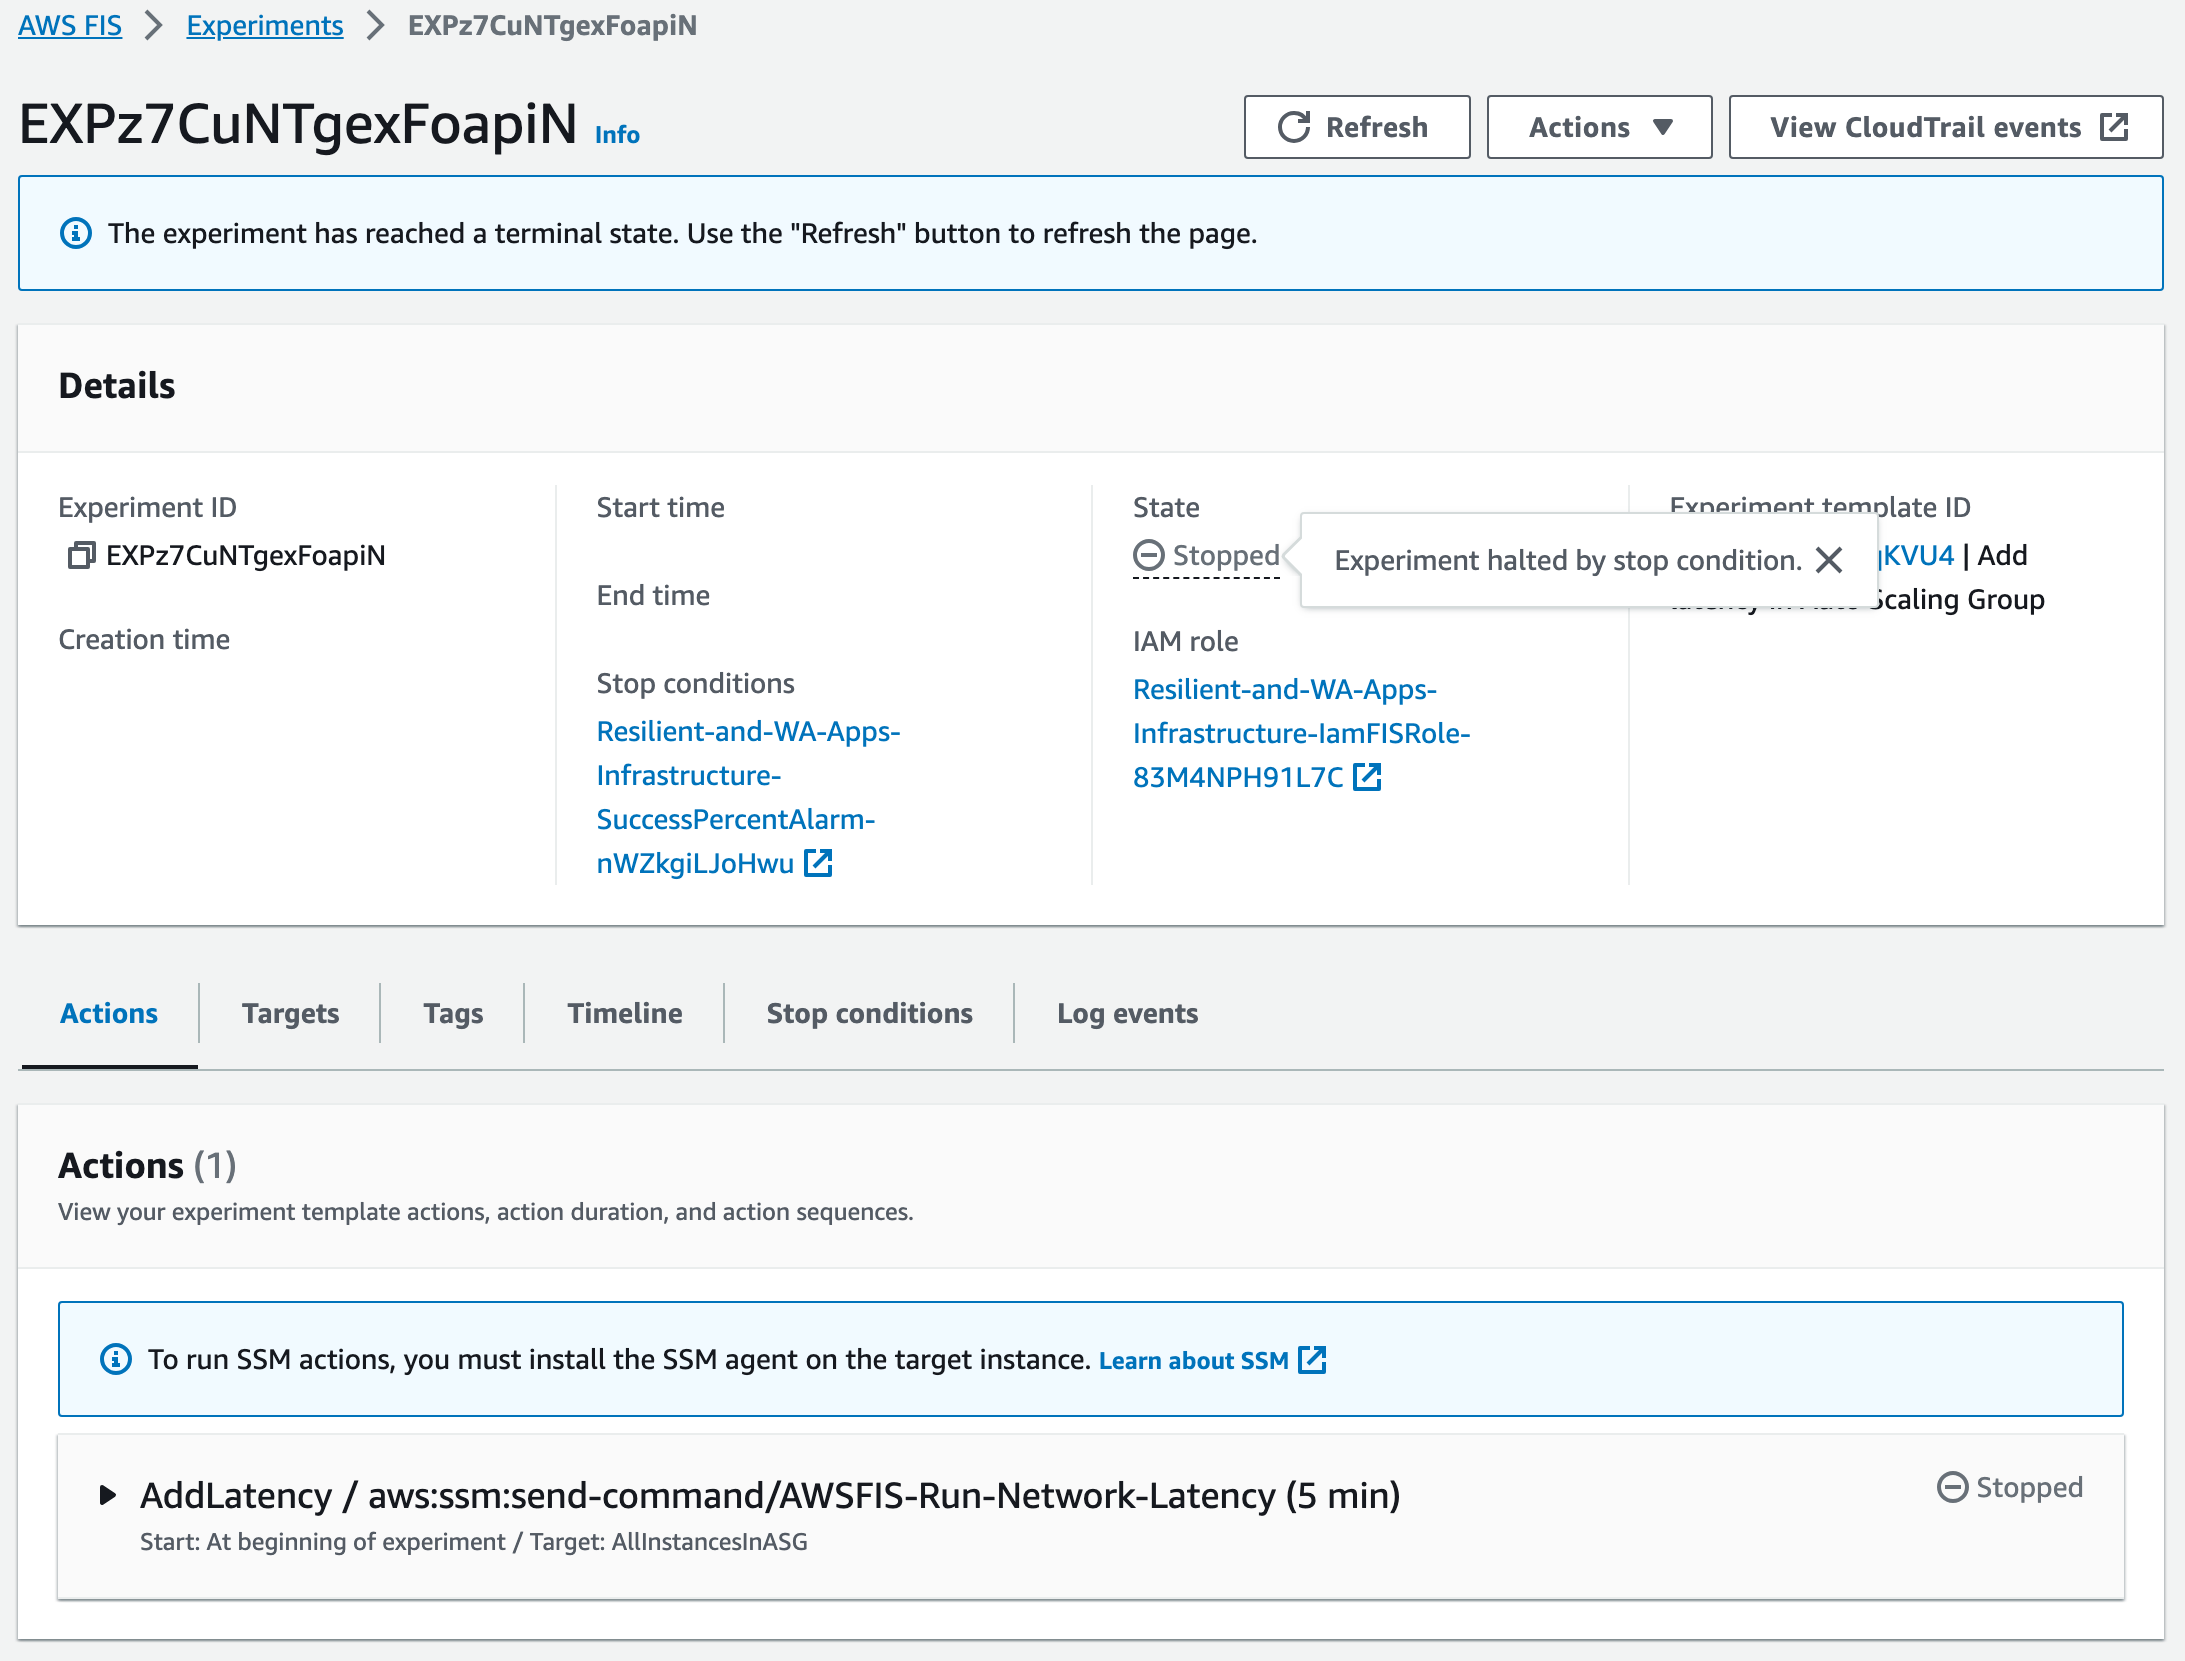 AWS FIS > Experiments > EXPz7CuNTgexFoapiN
EXPz7CuNTgexFoapiN Info
Refresh
Actions
View CloudTrail events
The experiment has reached a terminal state. Use the "Refresh" button to refresh the page.
Details
Experiment ID
EXPz7CuNTgexFoapiN
Creation time
Start time
End time
Stop conditions
Resilient-and-WA-Apps-
Infrastructure-
SuccessPercentAlarm-
nWZkgiLJoHwu
State
Stopped
Experiment halted by stop condition.
IAM role
Resilient-and-WA-Apps-
Infrastructure-IamFISRole-
83M4NPH91L7C
Experiment template ID
KVU4 | Add
latency in Auto Scaling Group
Actions
Targets
Tags
Timeline
Stop conditions
Log events
Actions (1)
View your experiment template actions, action duration, and action sequences.
To run SSM actions, you must install the SSM agent on the target instance. Learn about SSM
AddLatency / aws:ssm:send-command/AWSFIS-Run-Network-Latency (5 min)
Stopped
Start: At beginning of experiment / Target: AllInstancesInASG